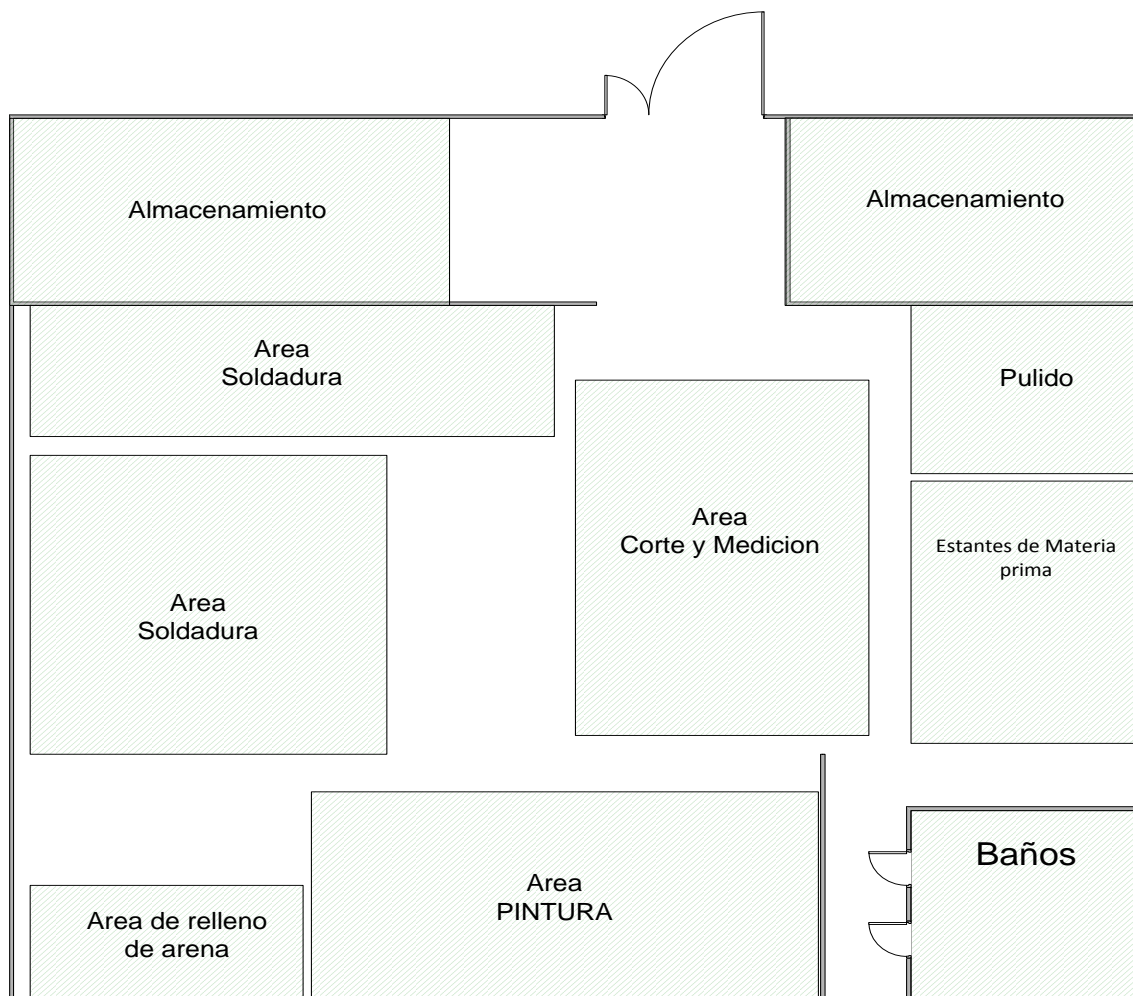 Almacenamiento
Almacenamiento
Area
Soldadura
Pulido
Area
Corte y Medicion
Estantes de Materia
prima
Area
Soldadura
Baños
Area
PINTURA
Area de relleno
de arena